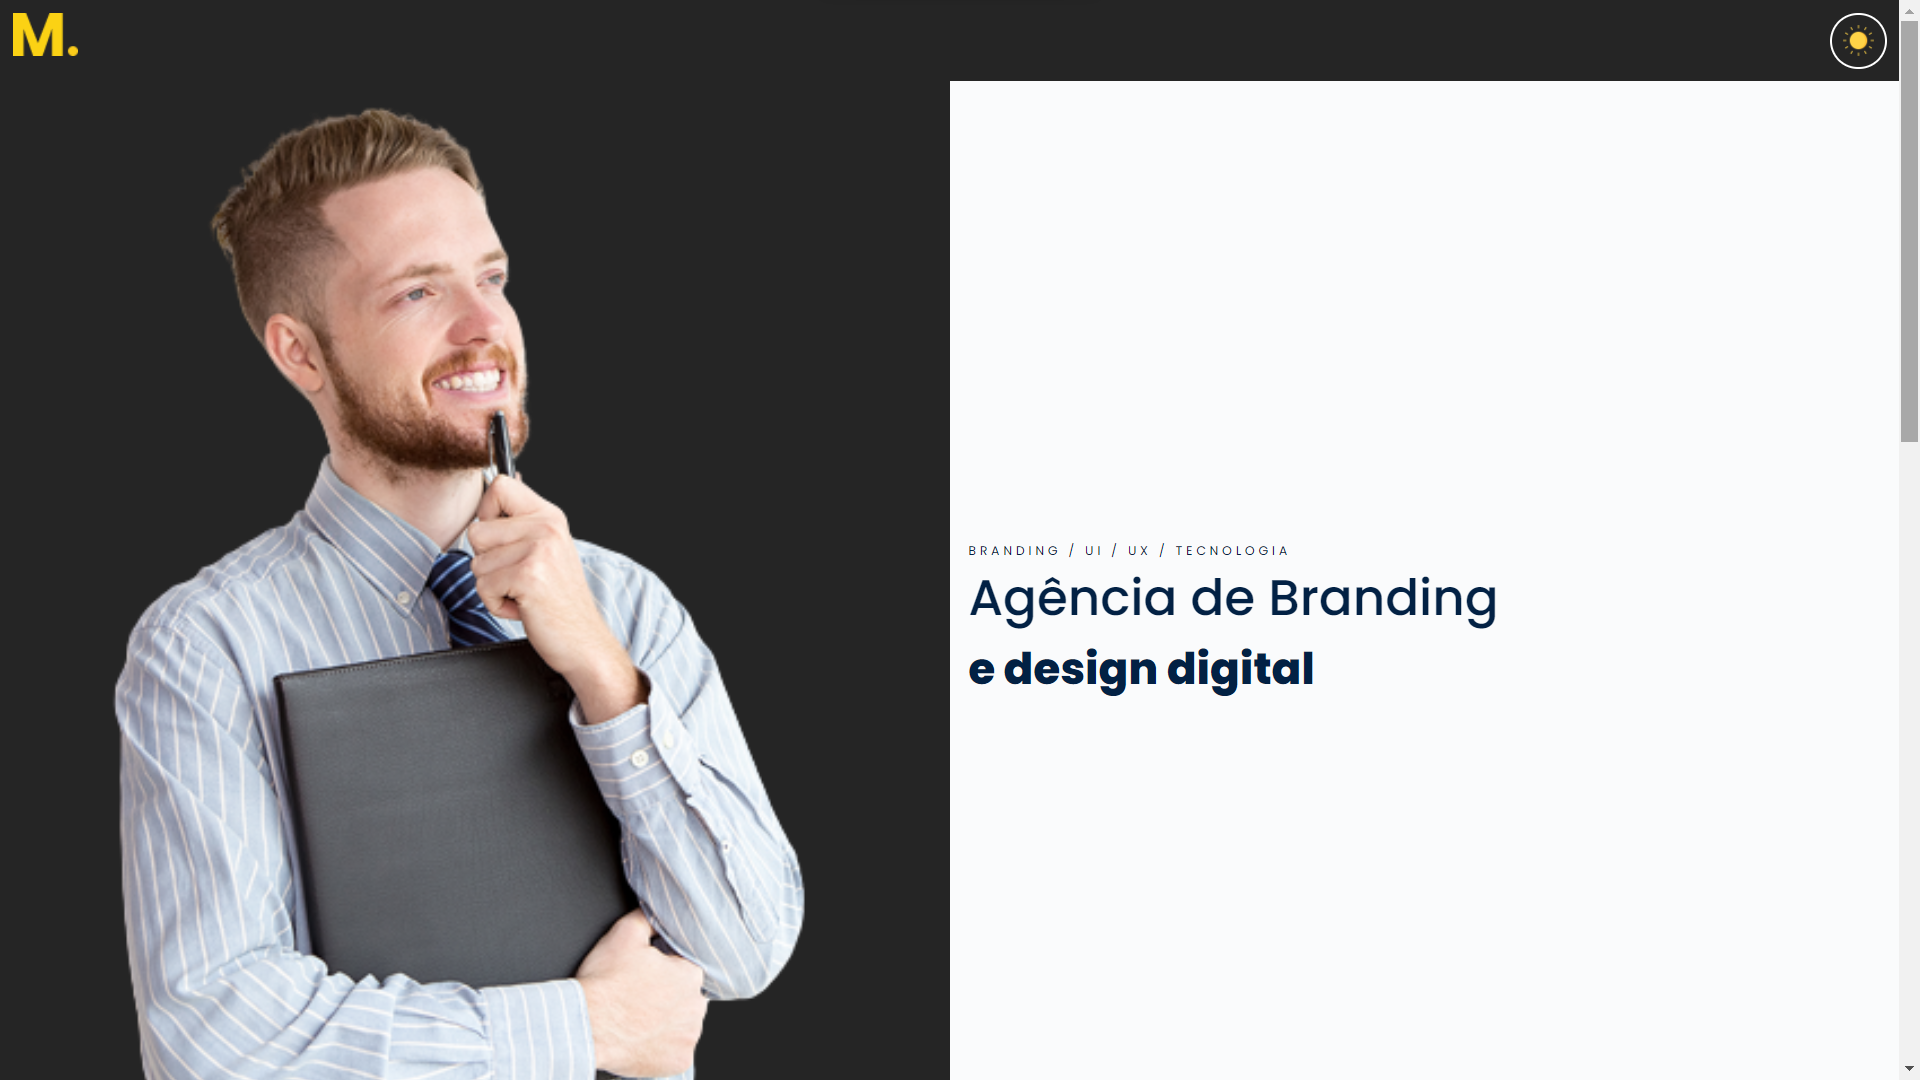 M.
BRANDING / UI / UX / TECNOLOGIA
Agência de Branding
e design digital